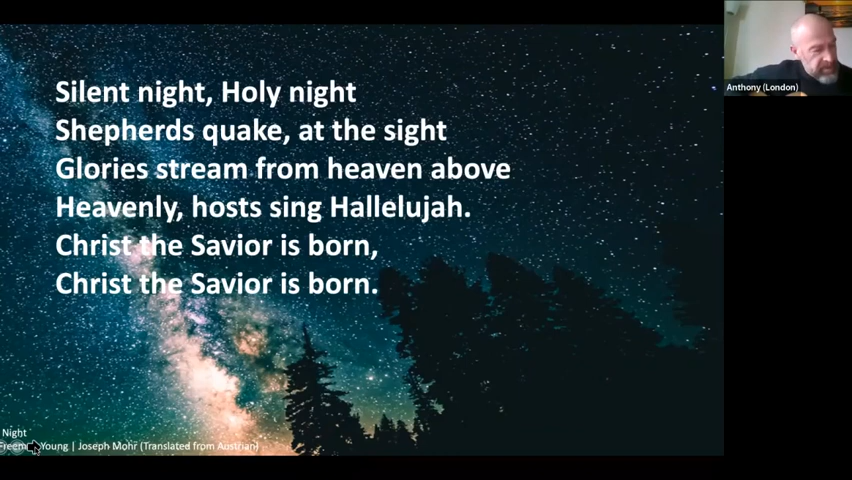 Silent night, Holy night
Shepherds quake, at the sight
Glories stream from heaven above
Heavenly, hosts sing Hallelujah.
Christ the Savior is born,
Christ the Savior is born.
Anthony (London)
Night
Young | Joseph Mohr (Translated from Austrian)